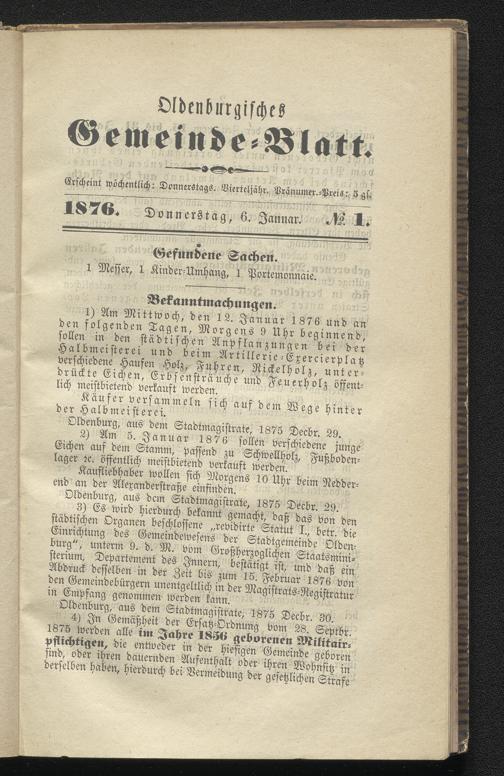 Oldenburgisches
Gemeinde-Blatt.
Erscheint wöchentlich: Donnerstags. Vierteljähr. Pränumer.-Preis: 5 gl.
1876. Donnerstag, 6. Januar. № 1.
Gefundene Sachen.
1 Messer, 1 Kinder-Umhang, 1 Portemonnaie.
Bekanntmachungen.
1) Am Mittwoch, den 12. Januar 1876 und an
den folgenden Tagen, Morgens 9 Uhr beginnend,
sollen in den städtischen Anpflanzungen bei der
Halbmeisterei und beim Artillerie-Exercierplatz
verschiedene Haufen Holz, Fuhren, Rickelholz, unter-
drückte Eichen, Erbsensträuche und Feuerholz öffent-
lich meistbietend verkauft werden.
Käufer versammeln sich auf dem Wege hinter
der Halbmeisterei.
Oldenburg, aus dem Stadtmagistrate, 1875 Decbr. 29.
2) Am 5. Januar 1876 sollen verschiedene junge
Eichen auf dem Stamm, passend zu Schwellholz, Fußboden-
lager ꝛc. öffentlich meistbietend verkauft werden.
Kaufliebhaber wollen sich Morgens 10 Uhr beim Nedder-
end an der Alexanderstraße einfinden.
Oldenburg, aus dem Stadtmagistrate, 1875 Decbr. 29.
3) Es wird hierdurch bekannt gemacht, daß das von den
städtischen Organen beschlossene „revidirte Statut I., betr. die
Einrichtung des Gemeindewesens der Stadtgemeinde Olden-
burg", unterm 9. d. M. vom Großherzoglichen Staatsmini-
sterium, Departement des Innern, bestätigt ist, und daß ein
Abdruck desselben in der Zeit bis zum 15. Februar 1876 von
den Gemeindebürgern unentgeltlich in der Magistrats-Registratur
in Empfang genommen werden kann.
Oldenburg, aus dem Stadtmagistrate, 1875 Decbr. 30.
4) In Gemäßheit der Ersatz-Ordnung vom 28. Septbr.
1875 werden alle im Jahre 1856 geborenen Militair-
pflichtigen, die entweder in der hiesigen Gemeinde geboren
sind, oder ihren dauernden Aufenthalt oder ihren Wohnsitz in
derselben haben, hierdurch bei Vermeidung der gesetzlichen Strafe